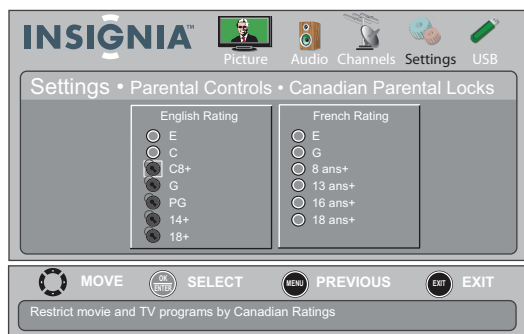 INSIGNIA™
Picture Audio Channels Settings USB
Settings • Parental Controls • Canadian Parental Locks
English Rating
E
C
C8+
G
PG
14+
18+
French Rating
E
G
8 ans+
13 ans+
16 ans+
18 ans+
MOVE OK ENTER SELECT MENU PREVIOUS EXIT EXIT
Restrict movie and TV programs by Canadian Ratings